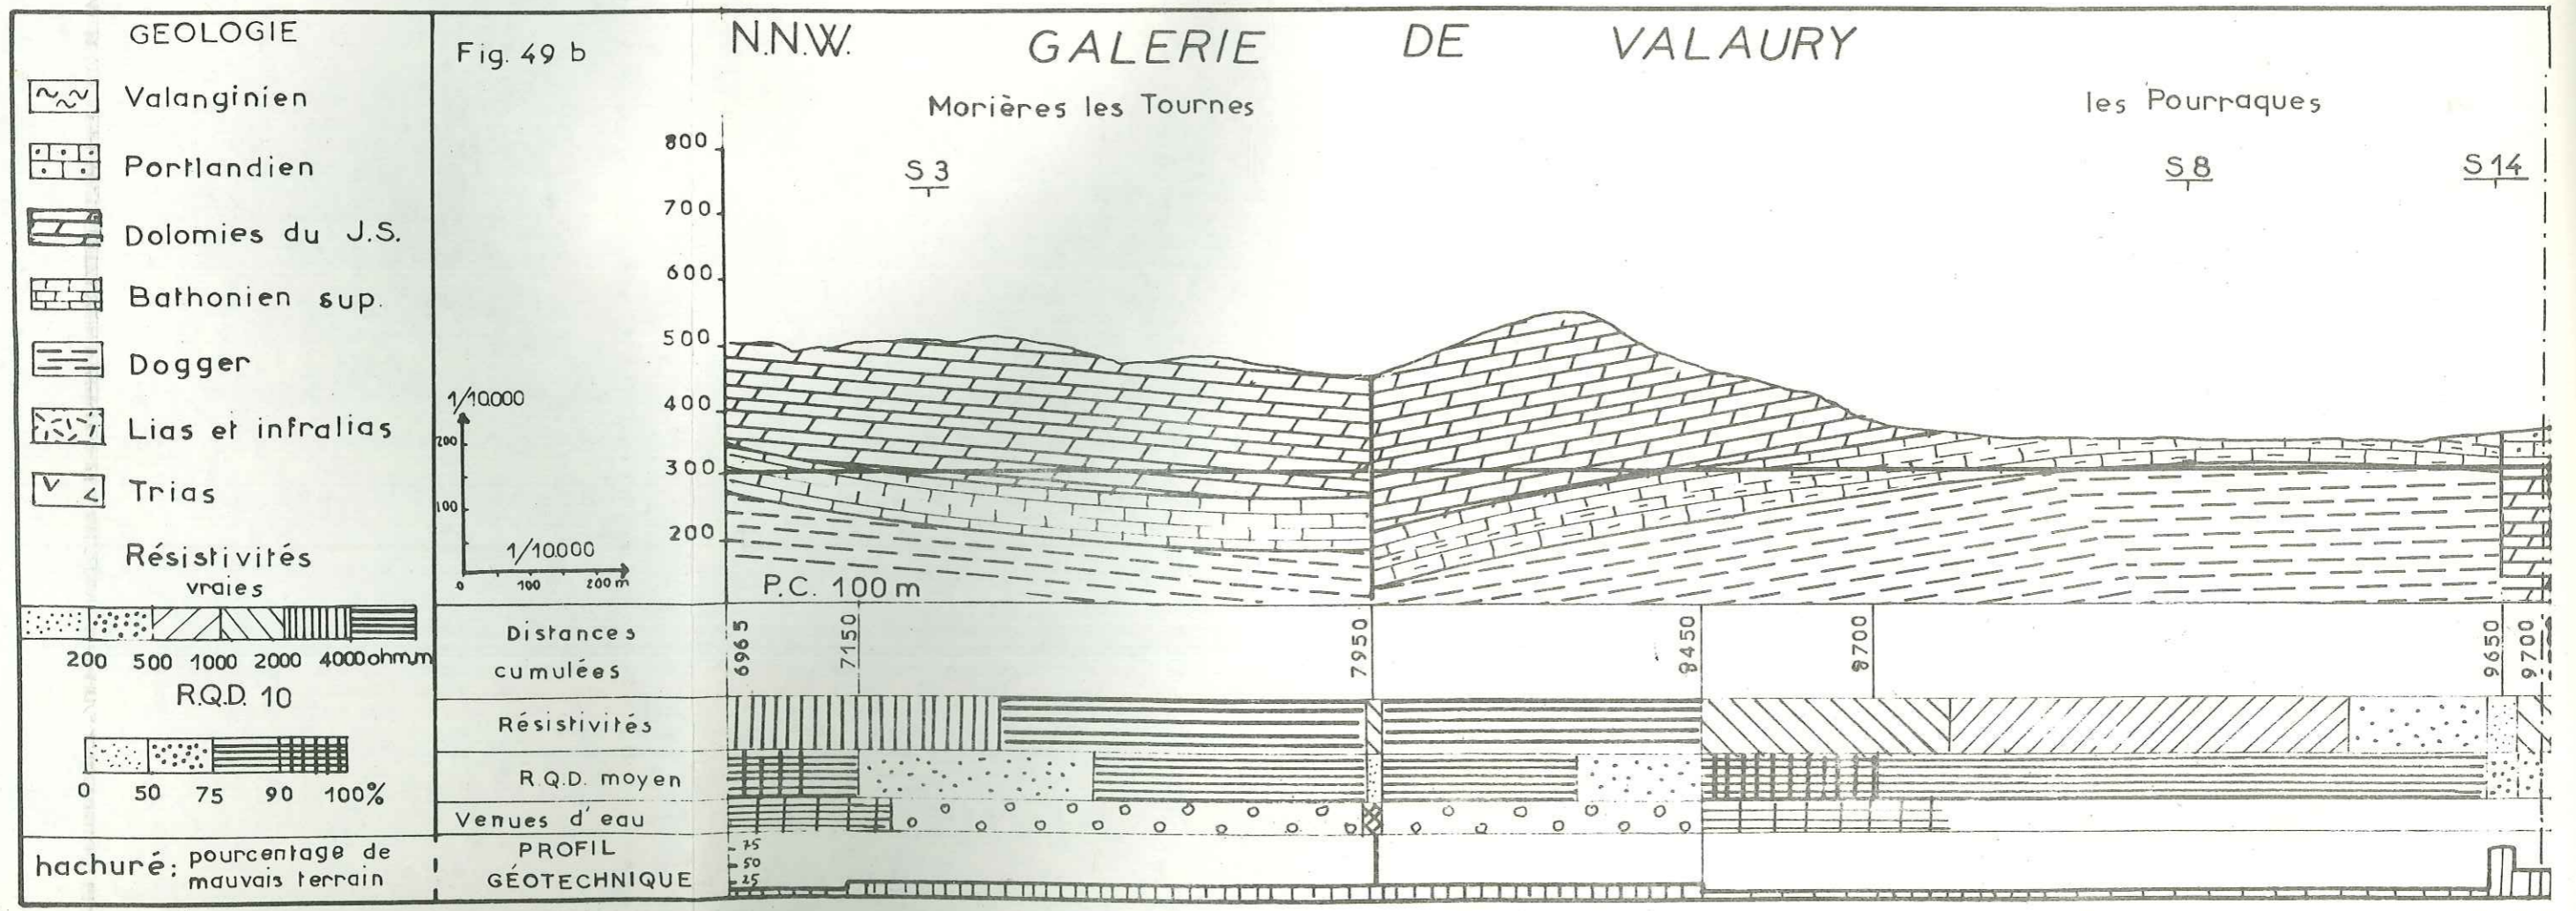 GEOLOGIE
Valanginien
Portlandien
Dolomies du J.S.
Bathonien sup.
Dogger
Lias et infralias
Trias
Résistivités
vraies
200 500 1000 2000 4000 ohm.m
R.Q.D. 10
0 50 75 90 100%
hachuré: pourcentage de
mauvais terrain
Fig. 49 b
1/10.000
200
100
1/10.000
0 100 200 m
N.N.W. GALERIE DE VALAURY
Morières les Tournes
les Pourraques
S 3
S 8
S 14
800
700
600
500
400
300
200
P.C. 100 m
Distances
cumulées
6965
7150
7950
8450
8700
9650
9700
Résistivités
R.Q.D. moyen
Venues d'eau
PROFIL
GÉOTECHNIQUE
75
50
25